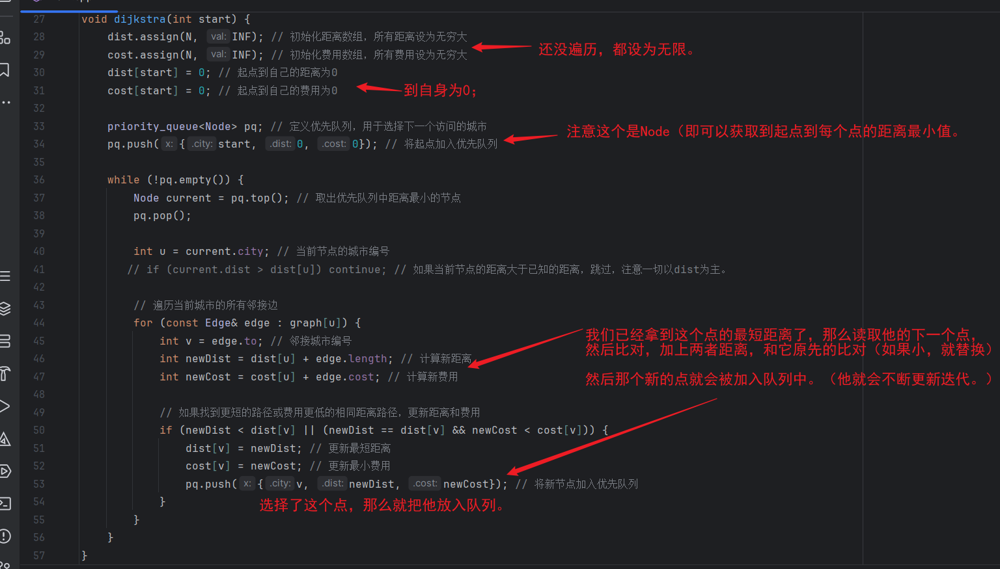 27 void dijkstra(int start) {
28 dist.assign(N, val: INF); // 初始化距离数组，所有距离设为无穷大
29 cost.assign(N, val: INF); // 初始化费用数组，所有费用设为无穷大
还没遍历，都设为无限。
30 dist[start] = 0; // 起点到自己的距离为0
31 cost[start] = 0; // 起点到自己的费用为0
到自身为0；
32
33 priority_queue<Node> pq; // 定义优先队列，用于选择下一个访问的城市
34 pq.push( x: { .city: start, .dist: 0, .cost: 0}); // 将起点加入优先队列
注意这个是Node（即可以获取到起点到每个点的距离最小值。
35
36 while (!pq.empty()) {
37 Node current = pq.top(); // 取出优先队列中距离最小的节点
38 pq.pop();
39
40 int u = current.city; // 当前节点的城市编号
41 // if (current.dist > dist[u]) continue; // 如果当前节点的距离大于已知的距离，跳过，注意一切以dist为主。
42
43 // 遍历当前城市的所有邻接边
44 for (const Edge& edge : graph[u]) {
45 int v = edge.to; // 邻接城市编号
46 int newDist = dist[u] + edge.length; // 计算新距离
47 int newCost = cost[u] + edge.cost; // 计算新费用
我们已经拿到这个点的最短距离了，那么读取他的下一个点，
然后比对，加上两者距离，和它原先的比对（如果小，就替换）
然后那个新的点就会被加入队列中。（他就会不断更新迭代。）
48
49 // 如果找到更短的路径或费用更低的相同距离路径，更新距离和费用
50 if (newDist < dist[v] || (newDist == dist[v] && newCost < cost[v])) {
51 dist[v] = newDist; // 更新最短距离
52 cost[v] = newCost; // 更新最小费用
53 pq.push( x: { .city: v, .dist: newDist, .cost: newCost}); // 将新节点加入优先队列
54 }
选择了这个点，那么就把他放入队列。
55 }
56 }
57 }